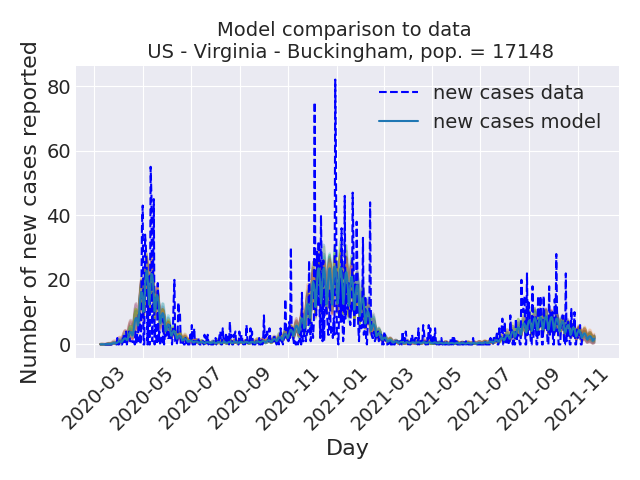 Model comparison to data
US - Virginia - Buckingham, pop. = 17148
Number of new cases reported
80
60
40
20
0
new cases data
new cases model
2020-03
2020-05
2020-07
2020-09
2020-11
2021-01
2021-03
2021-05
2021-07
2021-09
2021-11
Day